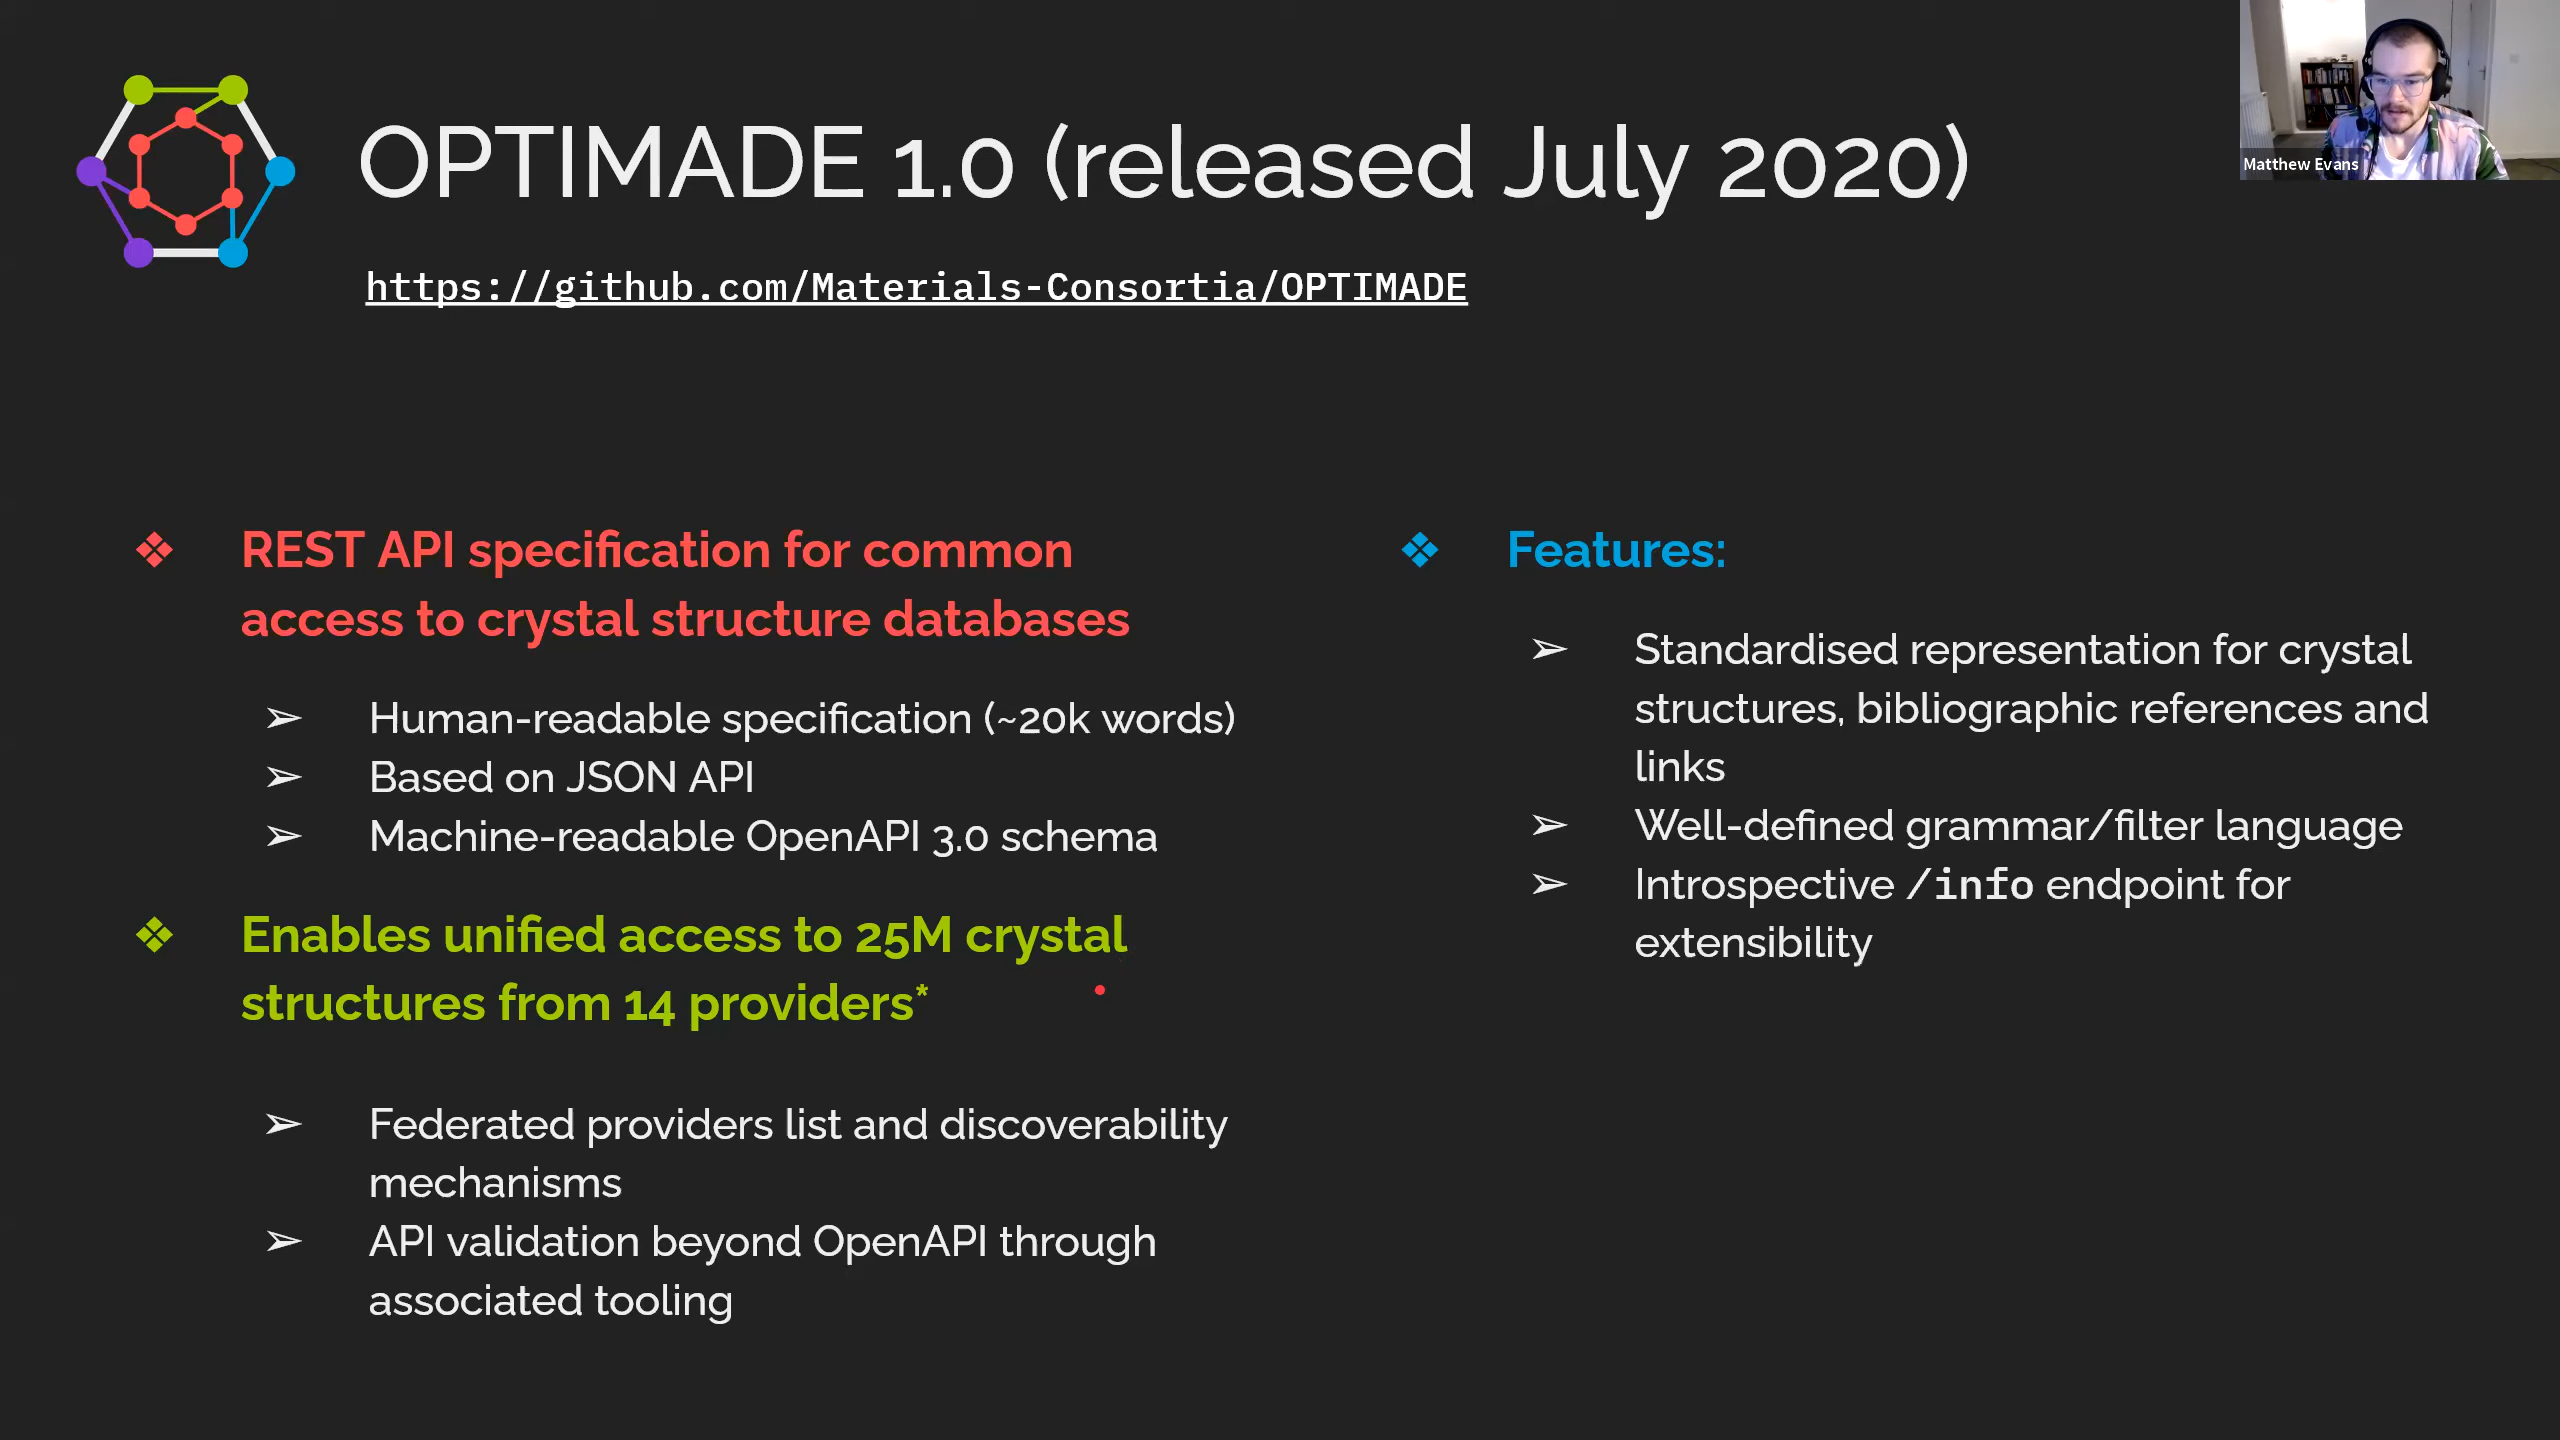 OPTIMADE 1.0 (released July 2020)
https://github.com/Materials-Consortia/OPTIMADE
Matthew Evans
❖ REST API specification for common
access to crystal structure databases
➢ Human-readable specification (~20k words)
➢ Based on JSON API
➢ Machine-readable OpenAPI 3.0 schema
❖ Enables unified access to 25M crystal
structures from 14 providers*
➢ Federated providers list and discoverability
mechanisms
➢ API validation beyond OpenAPI through
associated tooling
❖ Features:
➢ Standardised representation for crystal
structures, bibliographic references and
links
➢ Well-defined grammar/filter language
➢ Introspective /info endpoint for
extensibility